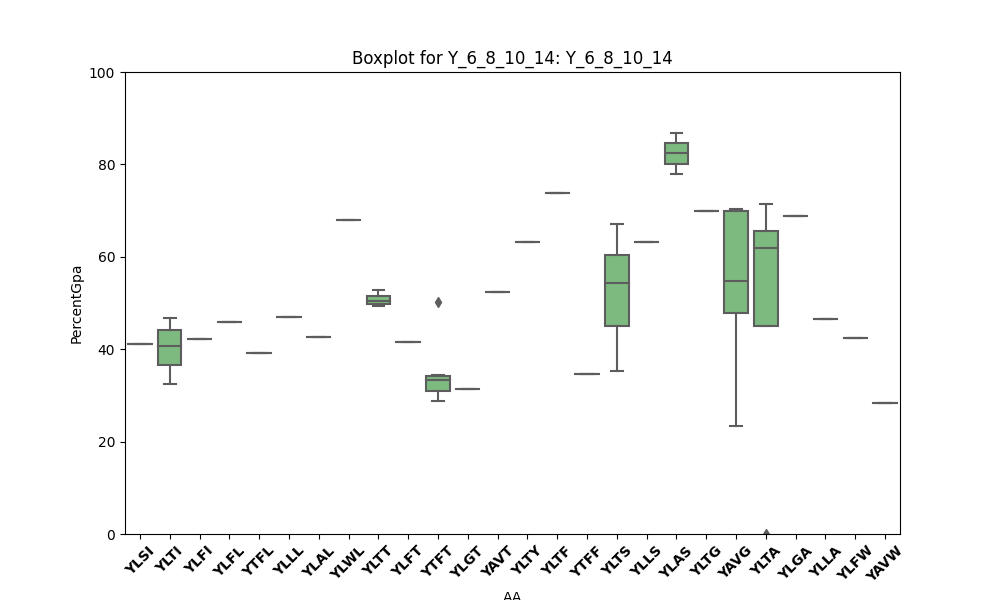 Boxplot for Y_6_8_10_14: Y_6_8_10_14
100
80
60
40
20
0
PercentGpa
YLSI YLTI YLFI YLFL YTFL YLLL YLAL YLWL YLTT YLFT YTFT YLGT YAVT YLTY YLTF YTFF YLTS YLLS YLAS YLTG YAVG YLTA YLGA YLLA YLFW YAVW
AA